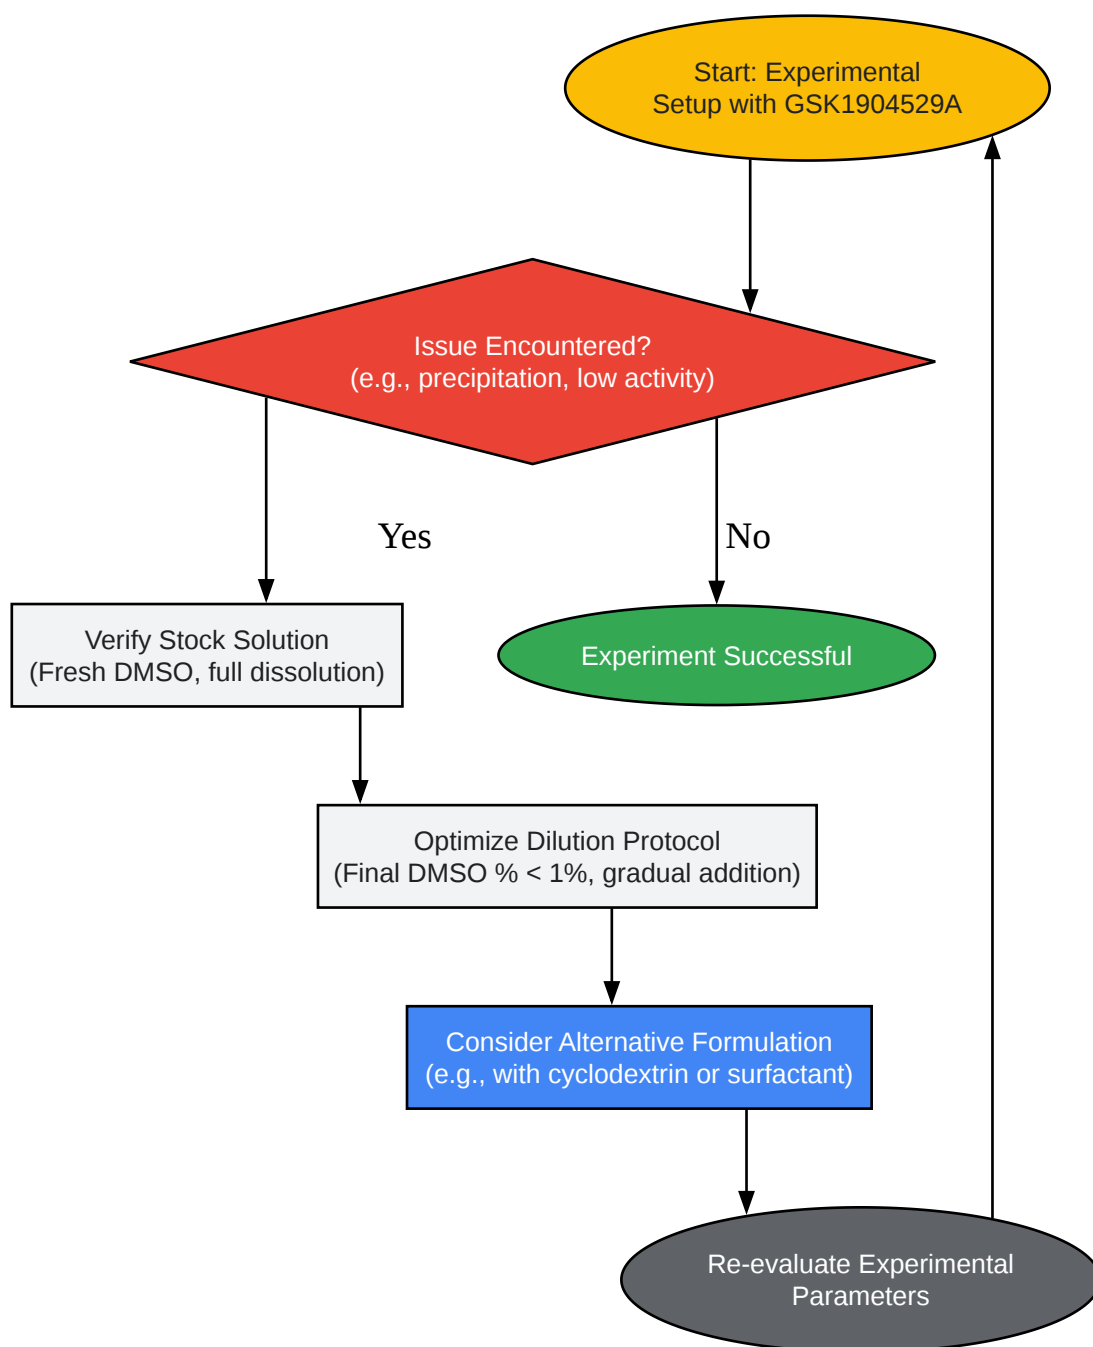 Start: Experimental
Setup with GSK1904529A
Issue Encountered?
(e.g., precipitation, low activity)
Yes
No
Verify Stock Solution
(Fresh DMSO, full dissolution)
Experiment Successful
Optimize Dilution Protocol
(Final DMSO % < 1%, gradual addition)
Consider Alternative Formulation
(e.g., with cyclodextrin or surfactant)
Re-evaluate Experimental
Parameters